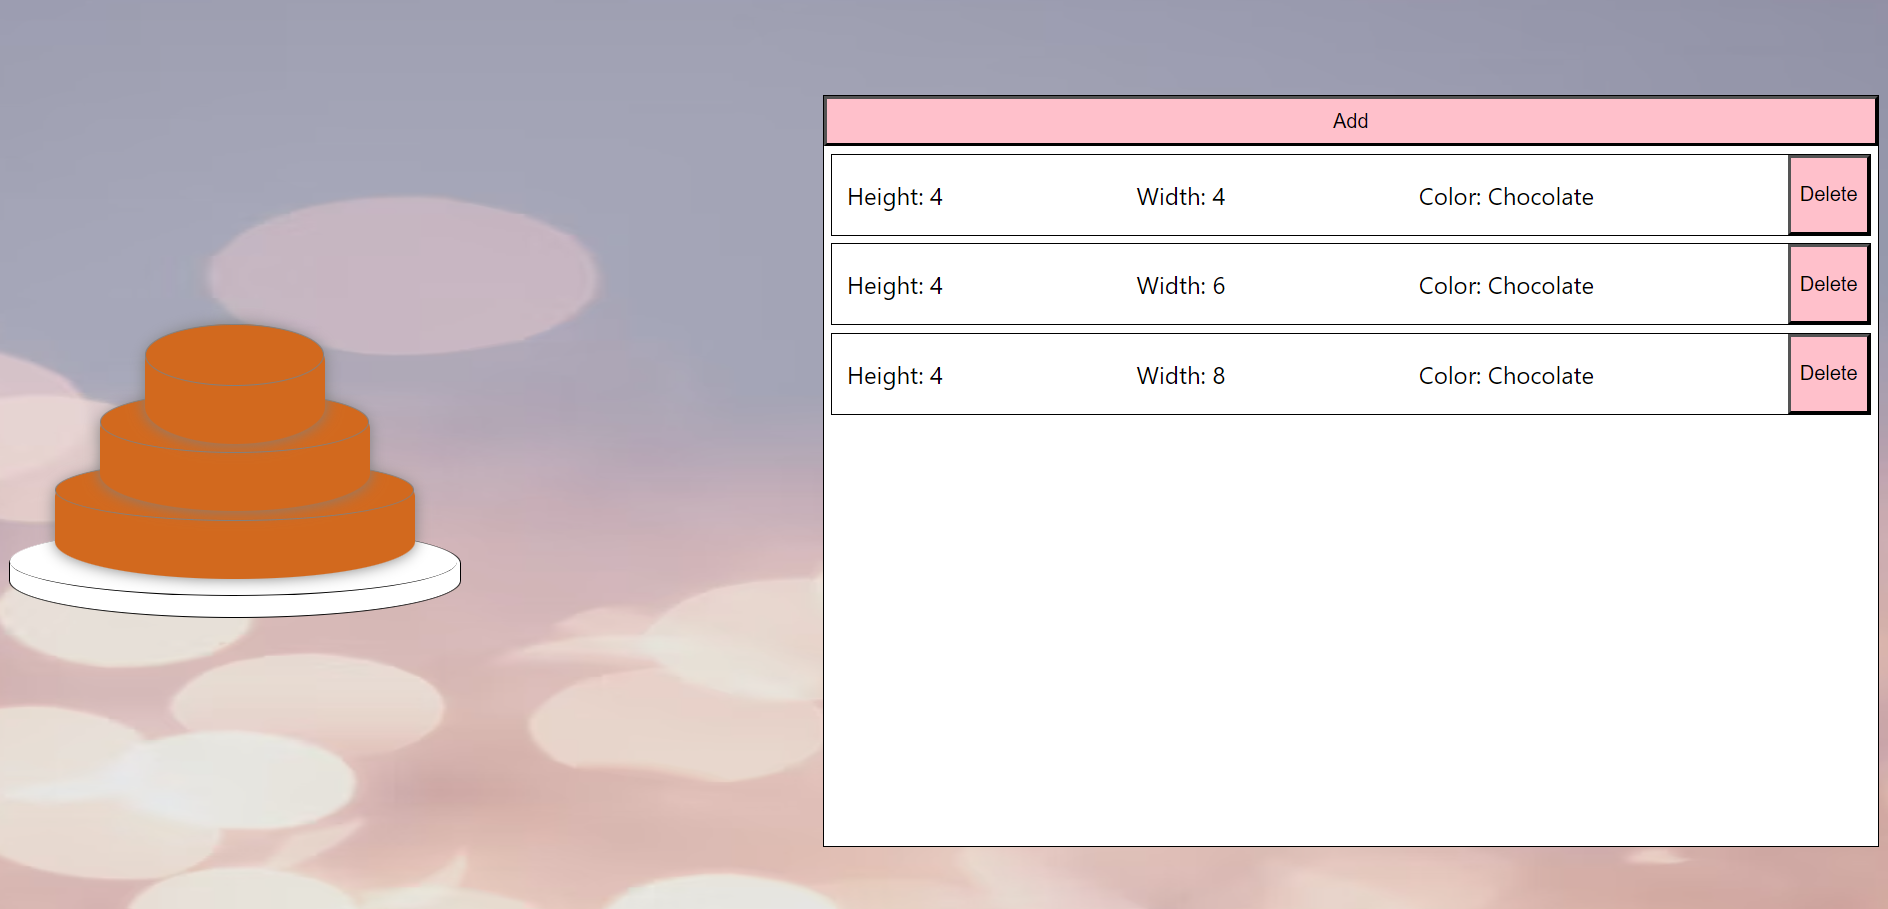 Add
Height: 4 Width: 4 Color: Chocolate Delete
Height: 4 Width: 6 Color: Chocolate Delete
Height: 4 Width: 8 Color: Chocolate Delete